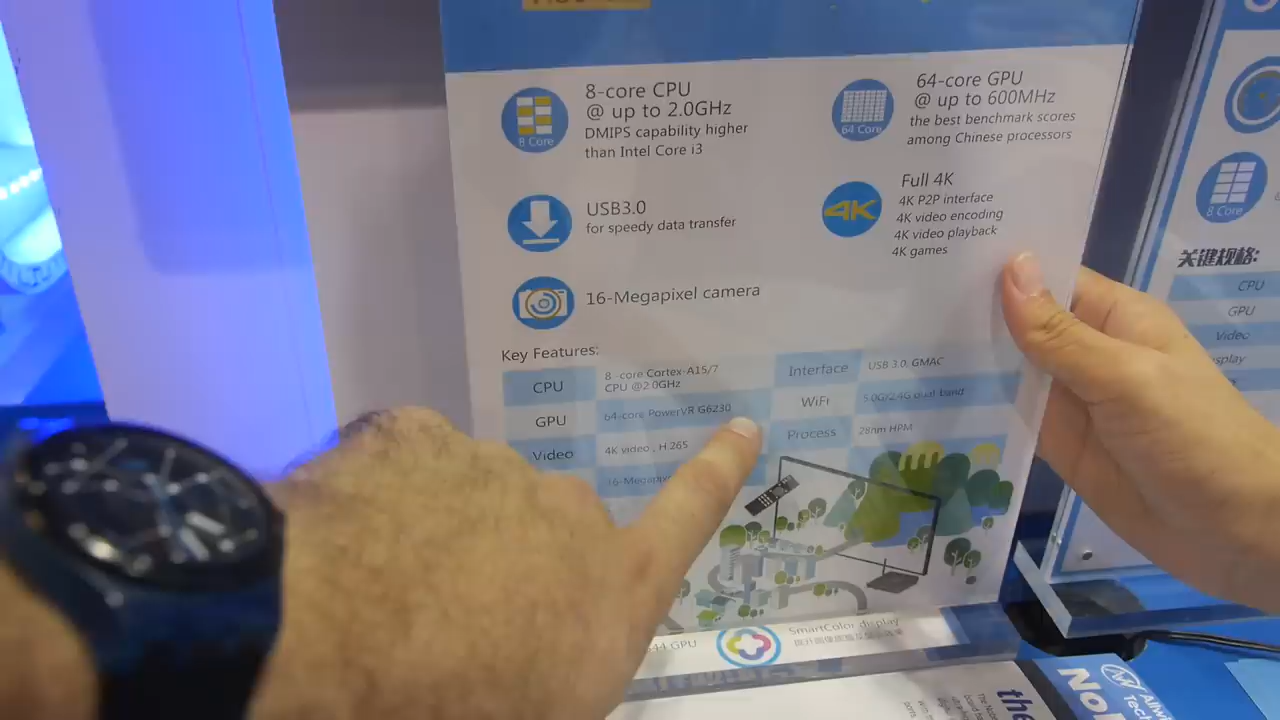 8-core CPU
@ up to 2.0GHz
DMIPS capability higher
than Intel Core i3
8 Core
64-core GPU
@ up to 600MHz
the best benchmark scores
among Chinese processors
64 Core
USB3.0
for speedy data transfer
Full 4K
4K P2P interface
4K video encoding
4K video playback
4K games
4K
16-Megapixel camera
Key Features:
CPU
8 -core Cortex-A15/7
CPU @2.0GHz
GPU
64-core PowerVR G6230
Video
4K video , H.265
16-Megapixel
Interface
USB 3.0, GMAC
WiFi
5.0G/2.4G dual band
Process
28nm HPM
GPU
SmartColor display
8 Core
关键规格:
CPU
GPU
Video
the
No